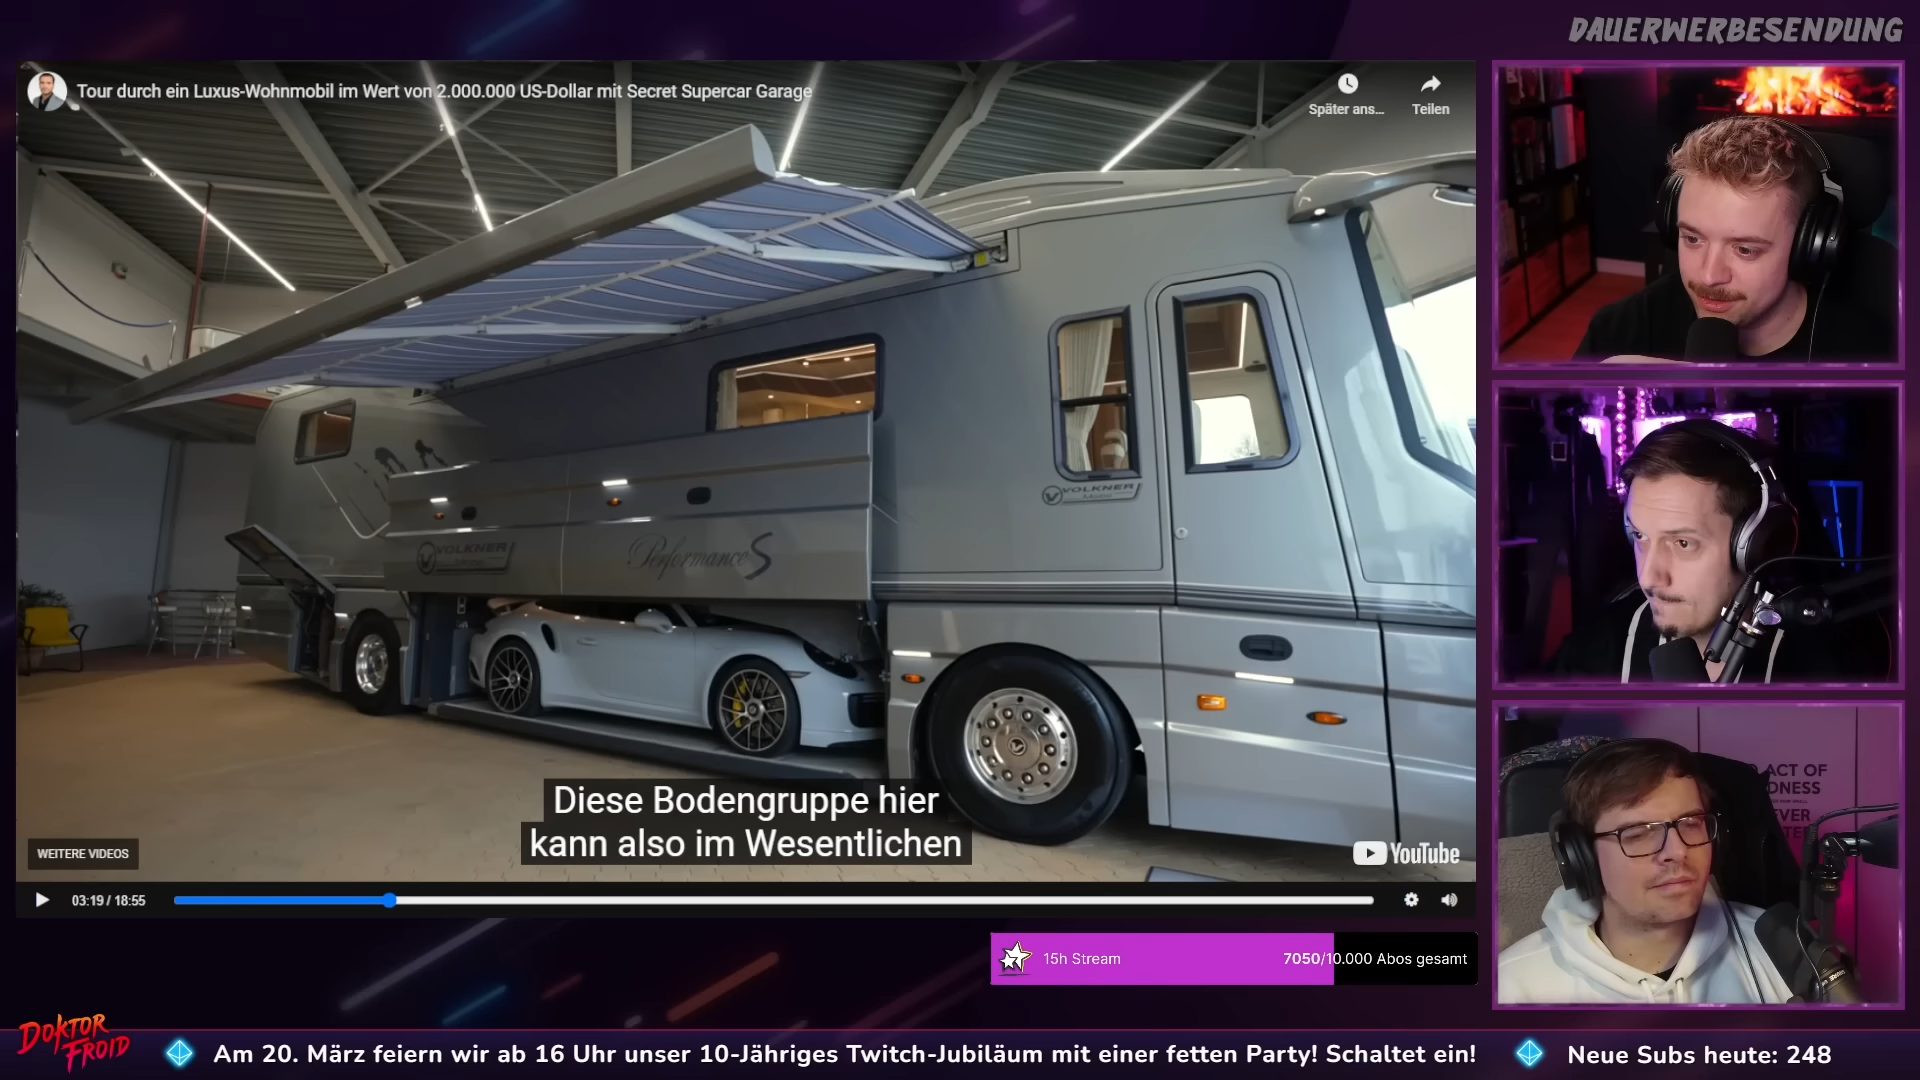 DAUERWERBESENDUNG
Tour durch ein Luxus-Wohnmobil im Wert von 2.000.000 US-Dollar mit Secret Supercar Garage
Später ans...
Teilen
VOLKNER
VOLKNER
Performance S
Diese Bodengruppe hier
kann also im Wesentlichen
WEITERE VIDEOS
YouTube
03:19 / 18:55
ACT OF
15h Stream
7050/10.000 Abos gesamt
DOKTOR
FROID
Am 20. März feiern wir ab 16 Uhr unser 10-Jähriges Twitch-Jubiläum mit einer fetten Party! Schaltet ein!
Neue Subs heute: 248